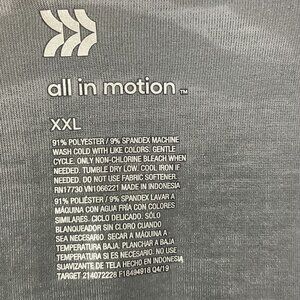 all in motion™
XXL
91% POLYESTER / 9% SPANDEX MACHINE
WASH COLD WITH LIKE COLORS. GENTLE
CYCLE. ONLY NON-CHLORINE BLEACH WHEN
NEEDED. TUMBLE DRY LOW. COOL IRON IF
NEEDED. DO NOT USE FABRIC SOFTENER.
RN17730 VN1066221 MADE IN INDONESIA
91% POLIÉSTER / 9% SPANDEX LAVAR A
MÁQUINA CON AGUA FRÍA CON COLORES
SIMILARES. CICLO DELICADO. SÓLO
BLANQUEADOR SIN CLORO CUANDO
SEA NECESARIO. SECAR A MÁQUINA A
TEMPERATURA BAJA. PLANCHAR A BAJA
TEMPERATURA SI ES NECESARIO. NO USE
SUAVIZANTE DE TELA HECHO EN INDONESIA
TARGET 214072228 F18494918 Q4/19